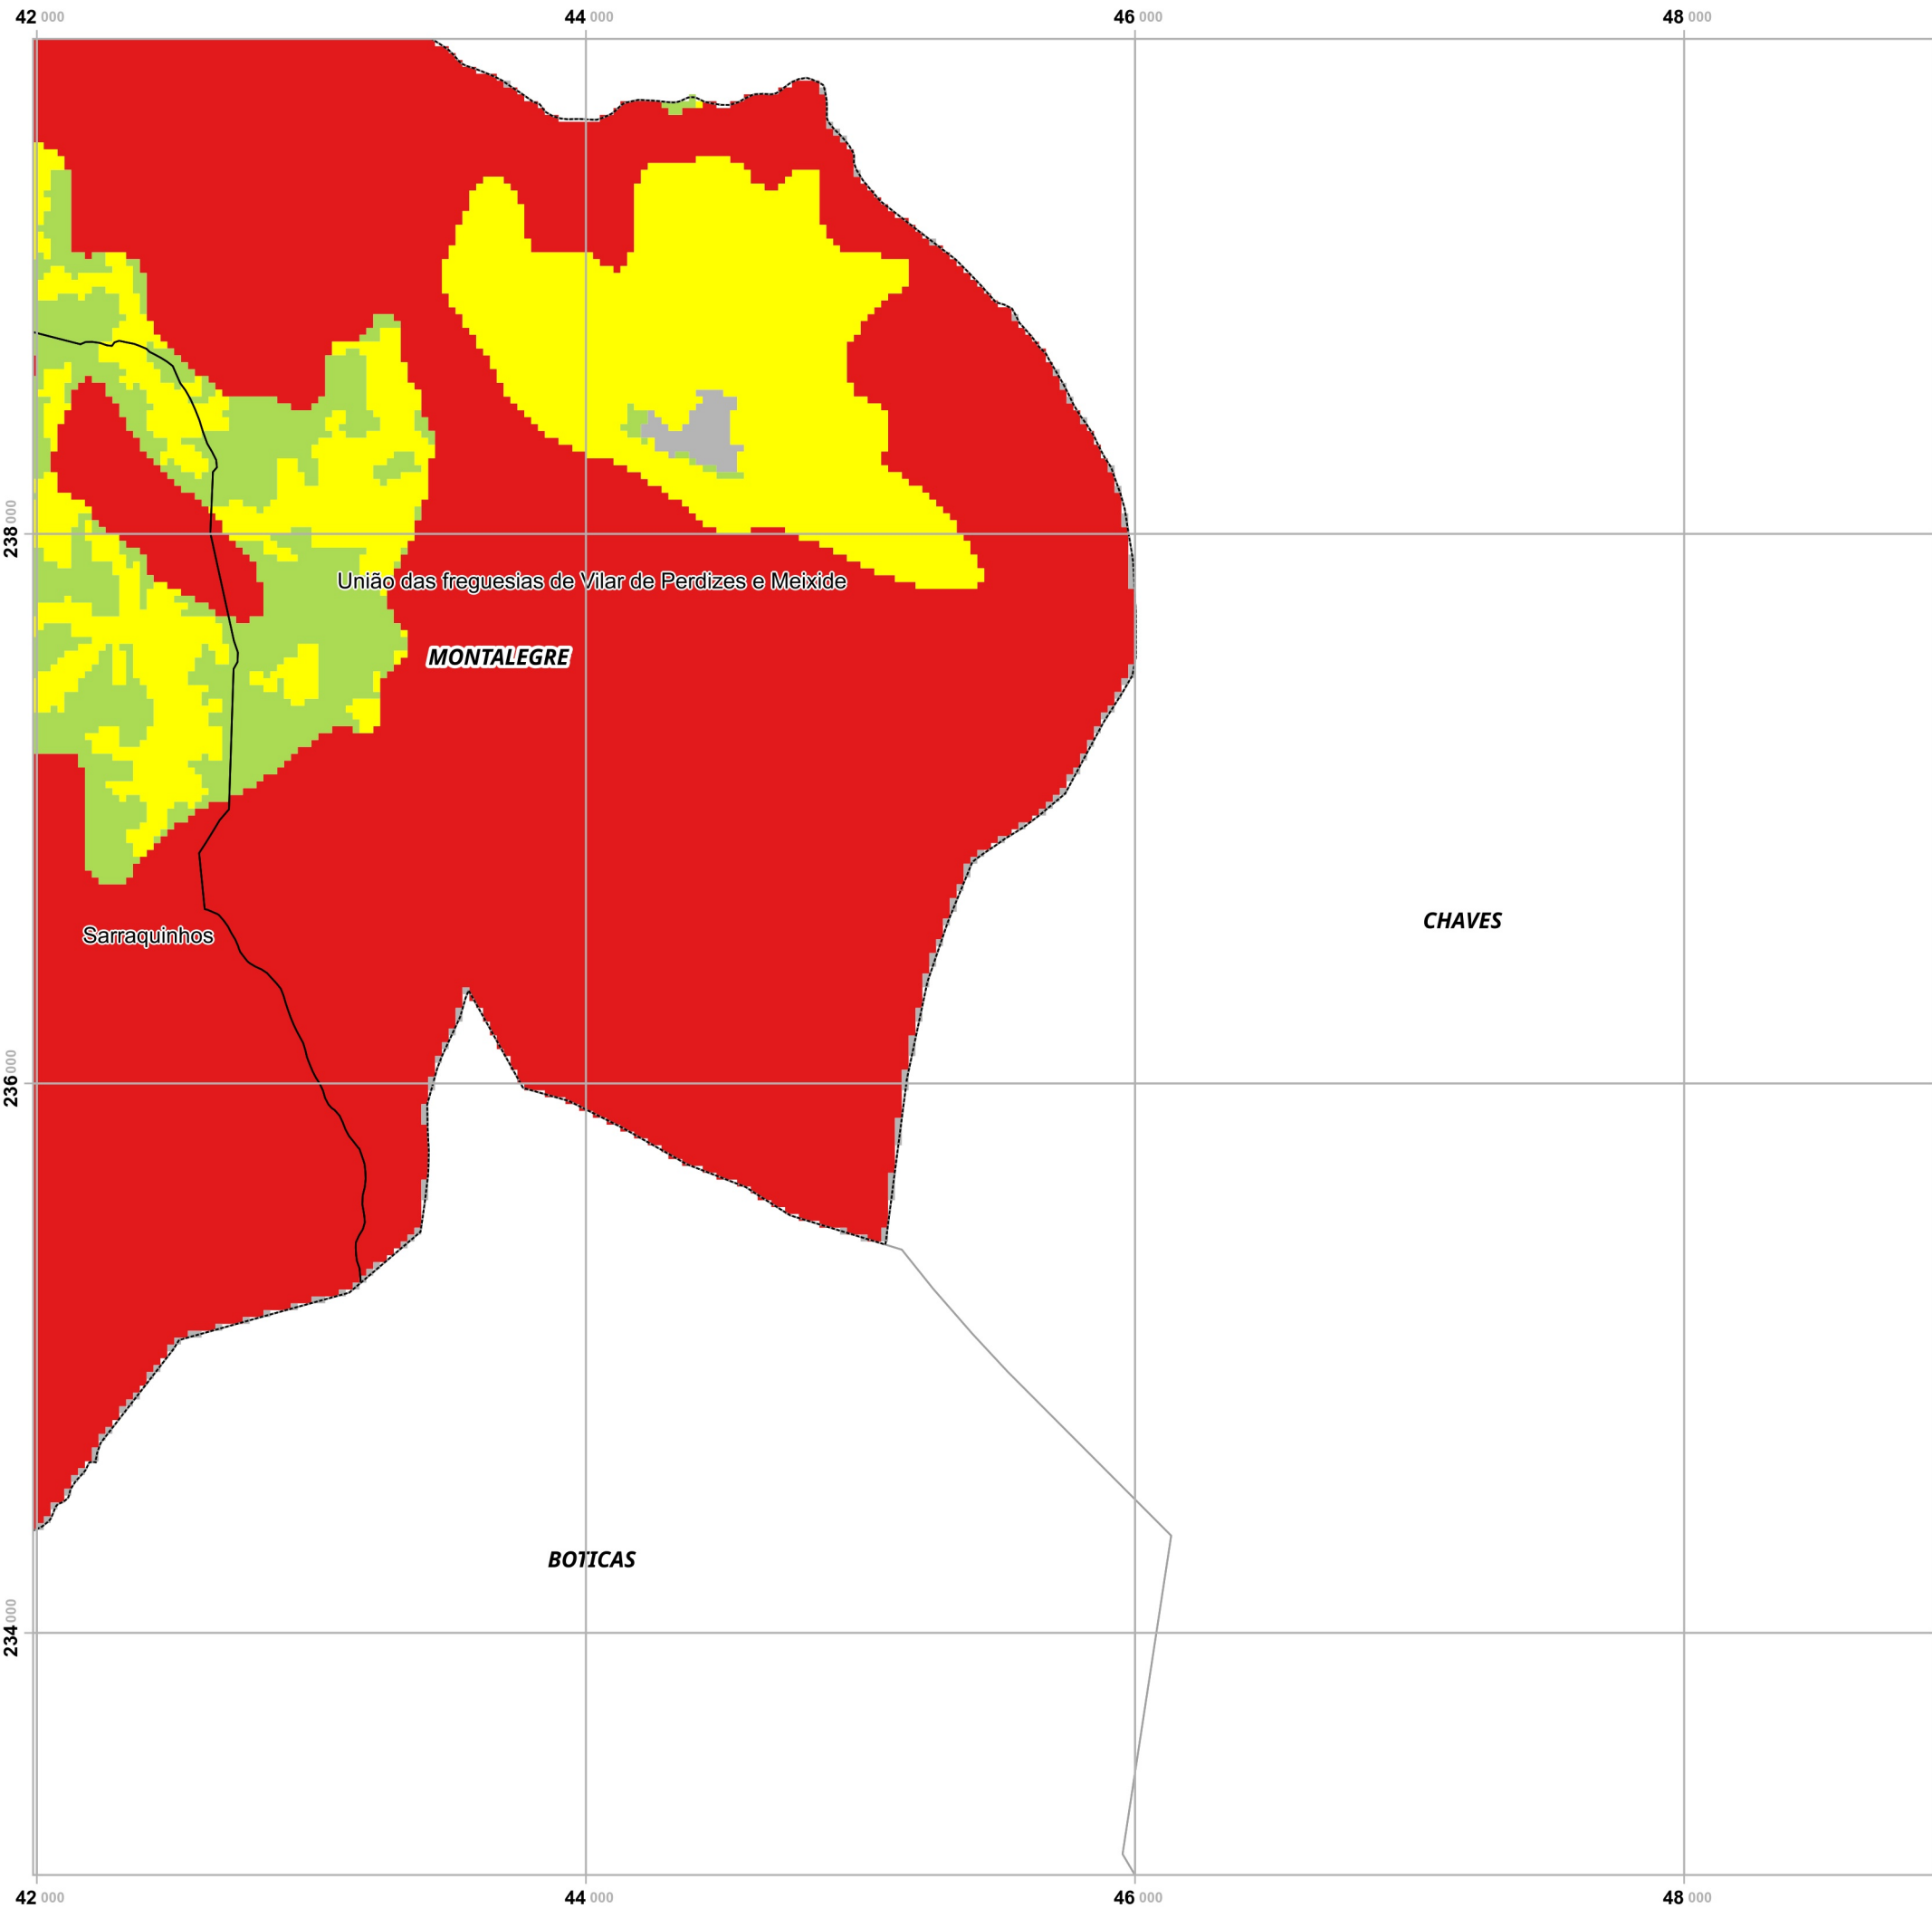 42 000 44 000 46 000 48 000
238 000
União das freguesias de Vilar de Perdizes e Meixide
MONTALEGRE
CHAVES
Sarraquinhos
236 000
BOTICAS
234 000
42 000 44 000 46 000 48 000